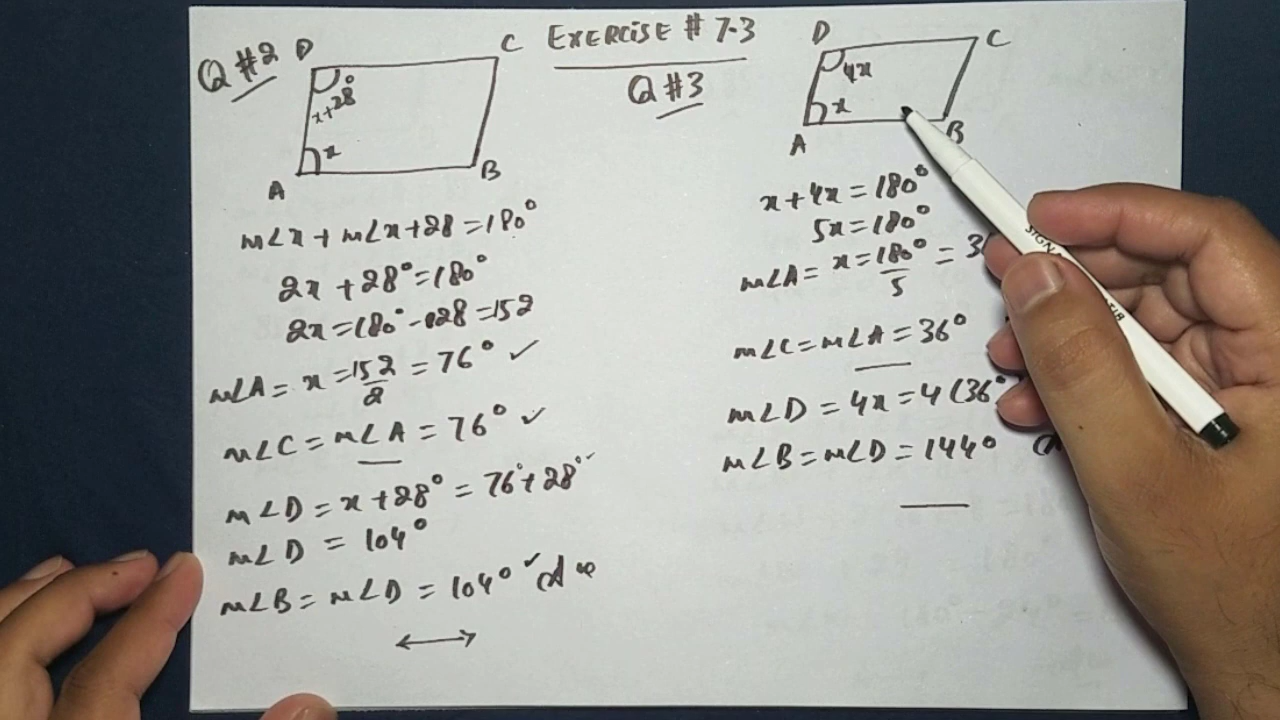 EXERCISE # 7.3
Q #2
D
C
x+28°
x
A
B
m∠x + m∠x+28 = 180°
2x + 28° = 180°
2x = 180° - 28 = 152
m∠A = x = 152/2 = 76° ✓
m∠C = m∠A = 76° ✓
m∠D = x + 28° = 76° + 28°
m∠D = 104°
m∠B = m∠D = 104° ✓
Q #3
D
C
4x
x
A
B
x + 4x = 180°
5x = 180°
m∠A = x = 180°/5 = 3
m∠C = m∠A = 36°
m∠D = 4x = 4(36°
m∠B = m∠D = 144°
SIGN